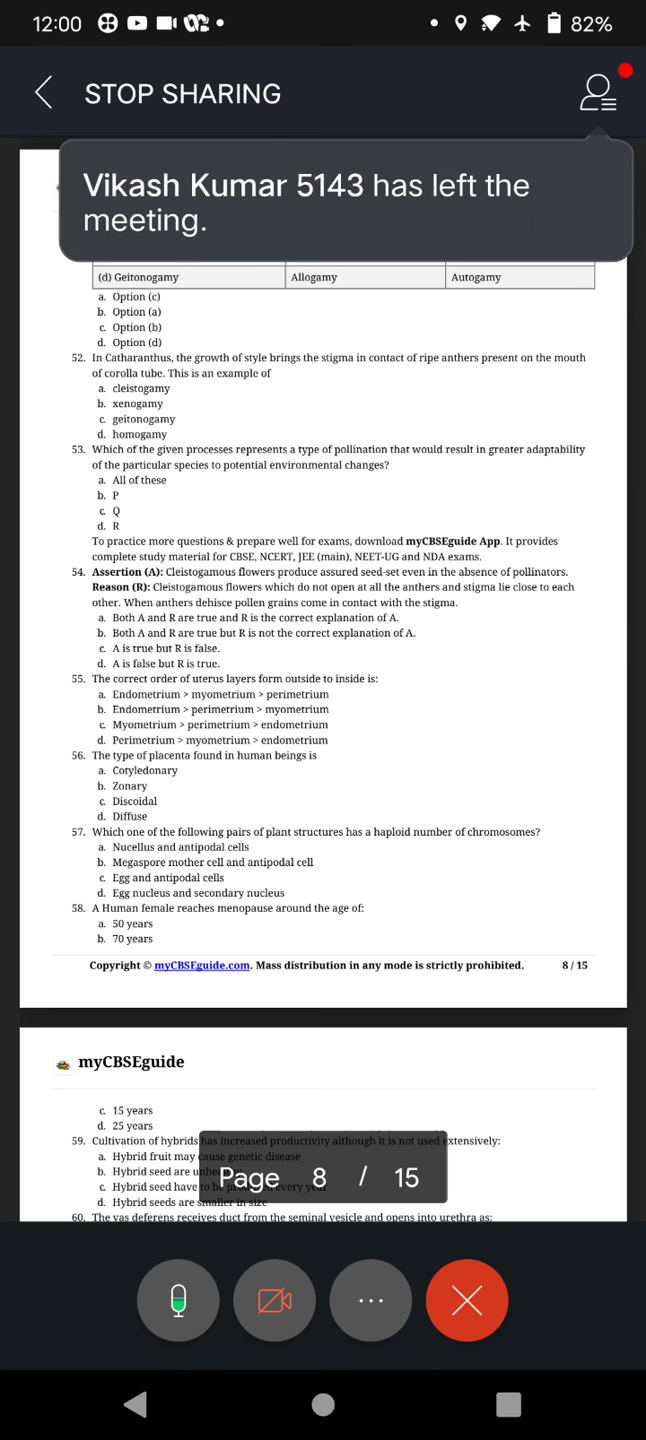 12:00
82%
STOP SHARING
Vikash Kumar 5143 has left the
meeting.
(d) Geitonogamy Allogamy Autogamy
a. Option (c)
b. Option (a)
c. Option (b)
d. Option (d)
52. In Catharanthus, the growth of style brings the stigma in contact of ripe anthers present on the mouth
of corolla tube. This is an example of
a. cleistogamy
b. xenogamy
c. geitonogamy
d. homogamy
53. Which of the given processes represents a type of pollination that would result in greater adaptability
of the particular species to potential environmental changes?
a. All of these
b. P
c. Q
d. R
To practice more questions & prepare well for exams, download myCBSEguide App. It provides
complete study material for CBSE, NCERT, JEE (main), NEET-UG and NDA exams.
54. Assertion (A): Cleistogamous flowers produce assured seed-set even in the absence of pollinators.
Reason (R): Cleistogamous flowers which do not open at all the anthers and stigma lie close to each
other. When anthers dehisce pollen grains come in contact with the stigma.
a. Both A and R are true and R is the correct explanation of A.
b. Both A and R are true but R is not the correct explanation of A.
c. A is true but R is false.
d. A is false but R is true.
55. The correct order of uterus layers form outside to inside is:
a. Endometrium > myometrium > perimetrium
b. Endometrium > perimetrium > myometrium
c. Myometrium > perimetrium > endometrium
d. Perimetrium > myometrium > endometrium
56. The type of placenta found in human beings is
a. Cotyledonary
b. Zonary
c. Discoidal
d. Diffuse
57. Which one of the following pairs of plant structures has a haploid number of chromosomes?
a. Nucellus and antipodal cells
b. Megaspore mother cell and antipodal cell
c. Egg and antipodal cells
d. Egg nucleus and secondary nucleus
58. A Human female reaches menopause around the age of:
a. 50 years
b. 70 years
Copyright © myCBSEguide.com. Mass distribution in any mode is strictly prohibited. 8 / 15
myCBSEguide
c. 15 years
d. 25 years
59. Cultivation of hybrids has increased productivity although it is not used extensively:
a. Hybrid fruit may cause genetic disease
b. Hybrid seed are
c. Hybrid seed have to be produced every year
d. Hybrid seeds are smaller in size
Page 8 / 15
60. The vas deferens receives duct from the seminal vesicle and opens into urethra as: